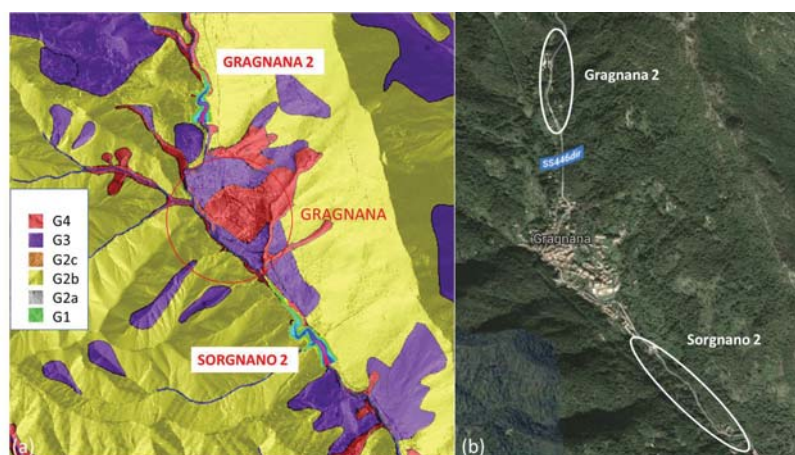 GRAGNANA 2
GRAGNANA
G4
G3
G2c
G2b
G2a
G1
SORGNANO 2
(a)
Gragnana 2
SS446dir
Gragnana
Sorgnano 2
(b)